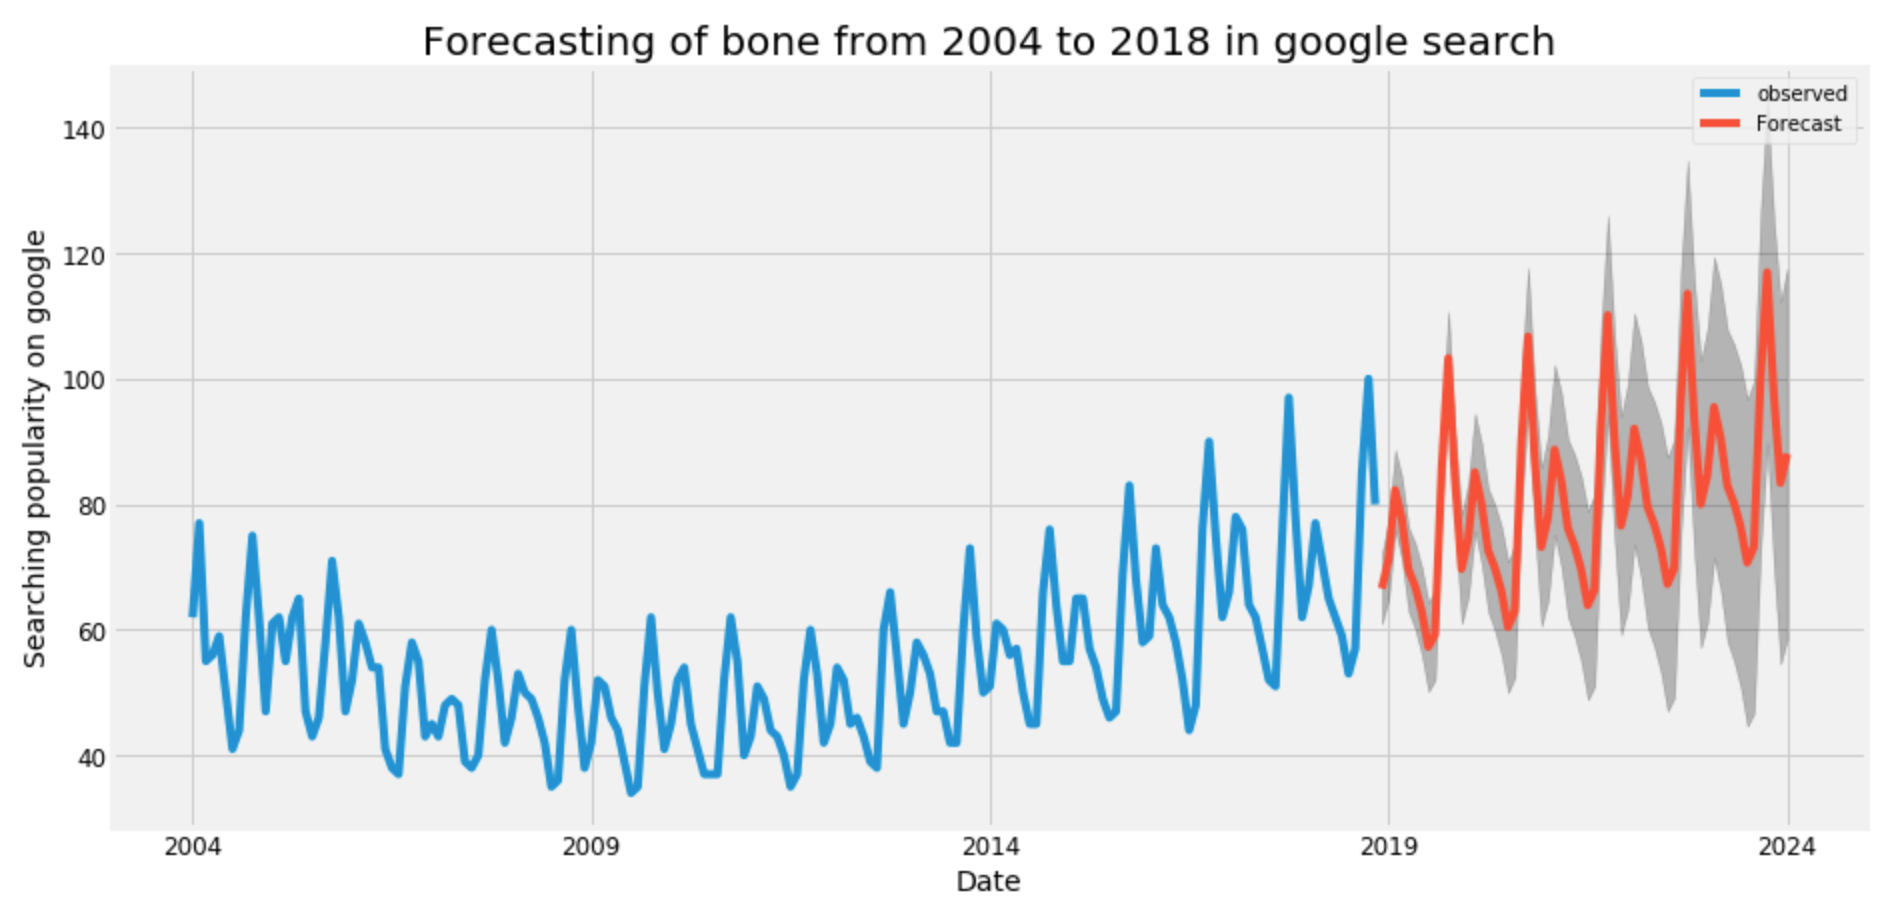 Forecasting of bone from 2004 to 2018 in google search
observed
Forecast
140
120
100
80
60
40
Searching popularity on google
2004 2009 2014 2019 2024
Date